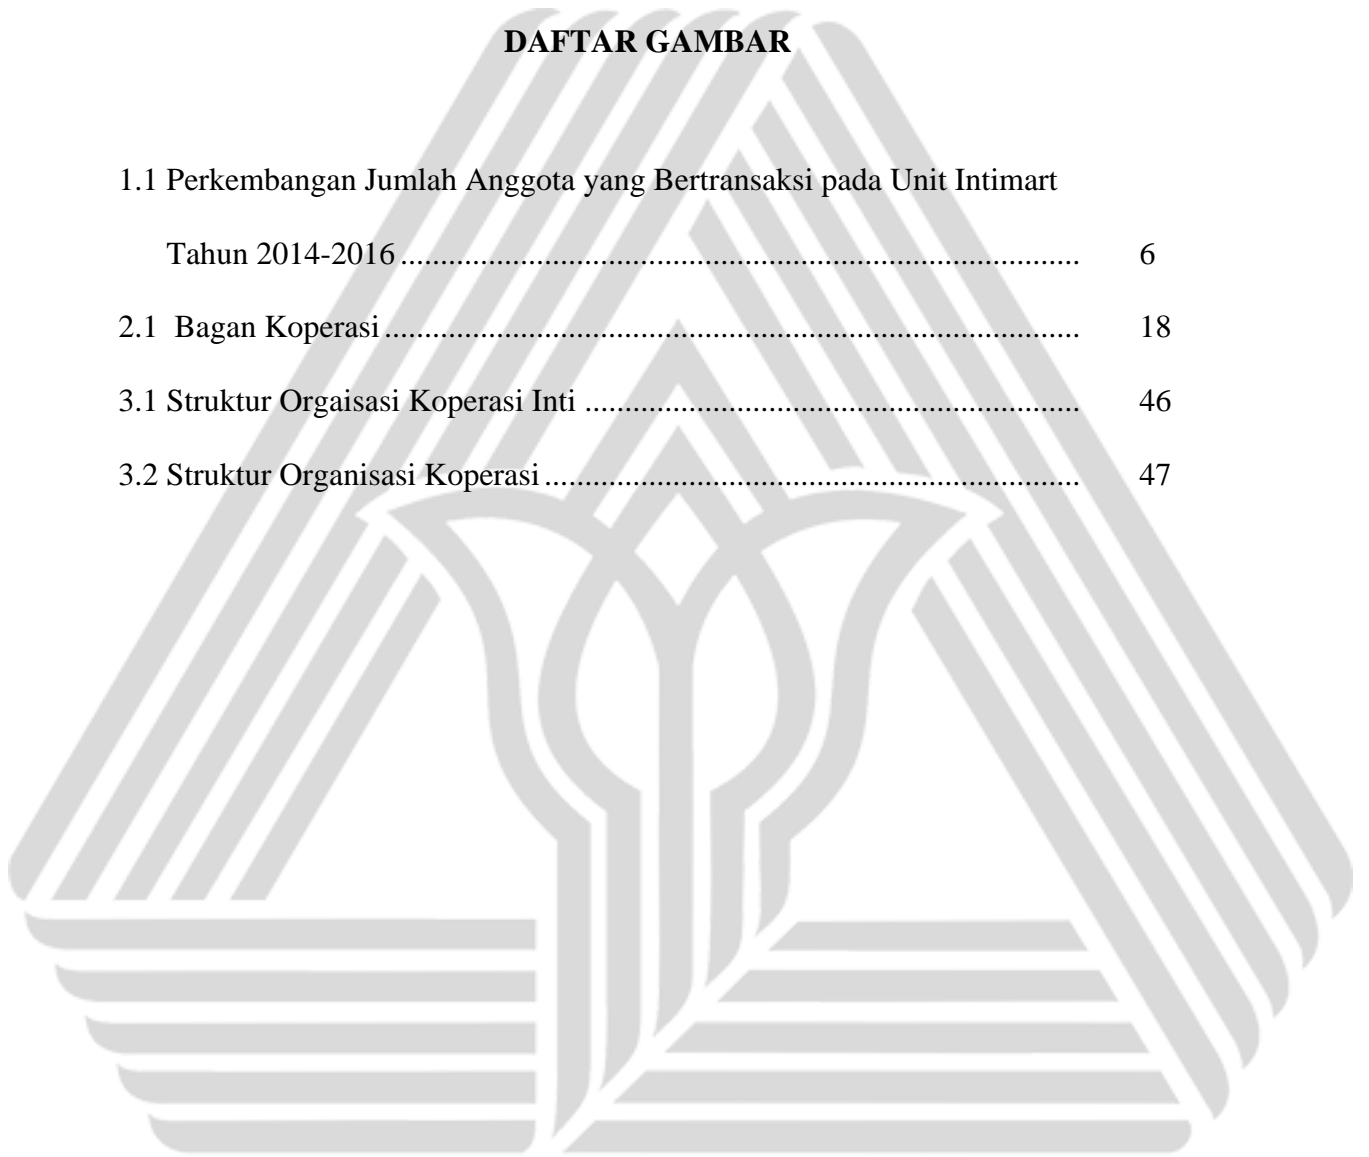 DAFTAR GAMBAR
1.1 Perkembangan Jumlah Anggota yang Bertransaksi pada Unit Intimart
Tahun 2014-2016 ..................................................................................... 6
2.1 Bagan Koperasi ....................................................................................... 18
3.1 Struktur Orgaisasi Koperasi Inti .............................................................. 46
3.2 Struktur Organisasi Koperasi ................................................................... 47